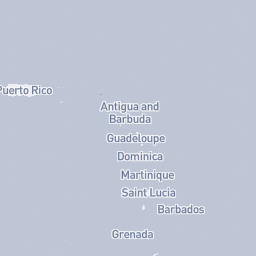 Puerto Rico
Antigua and
Barbuda
Guadeloupe
Dominica
Martinique
Saint Lucia
Barbados
Grenada